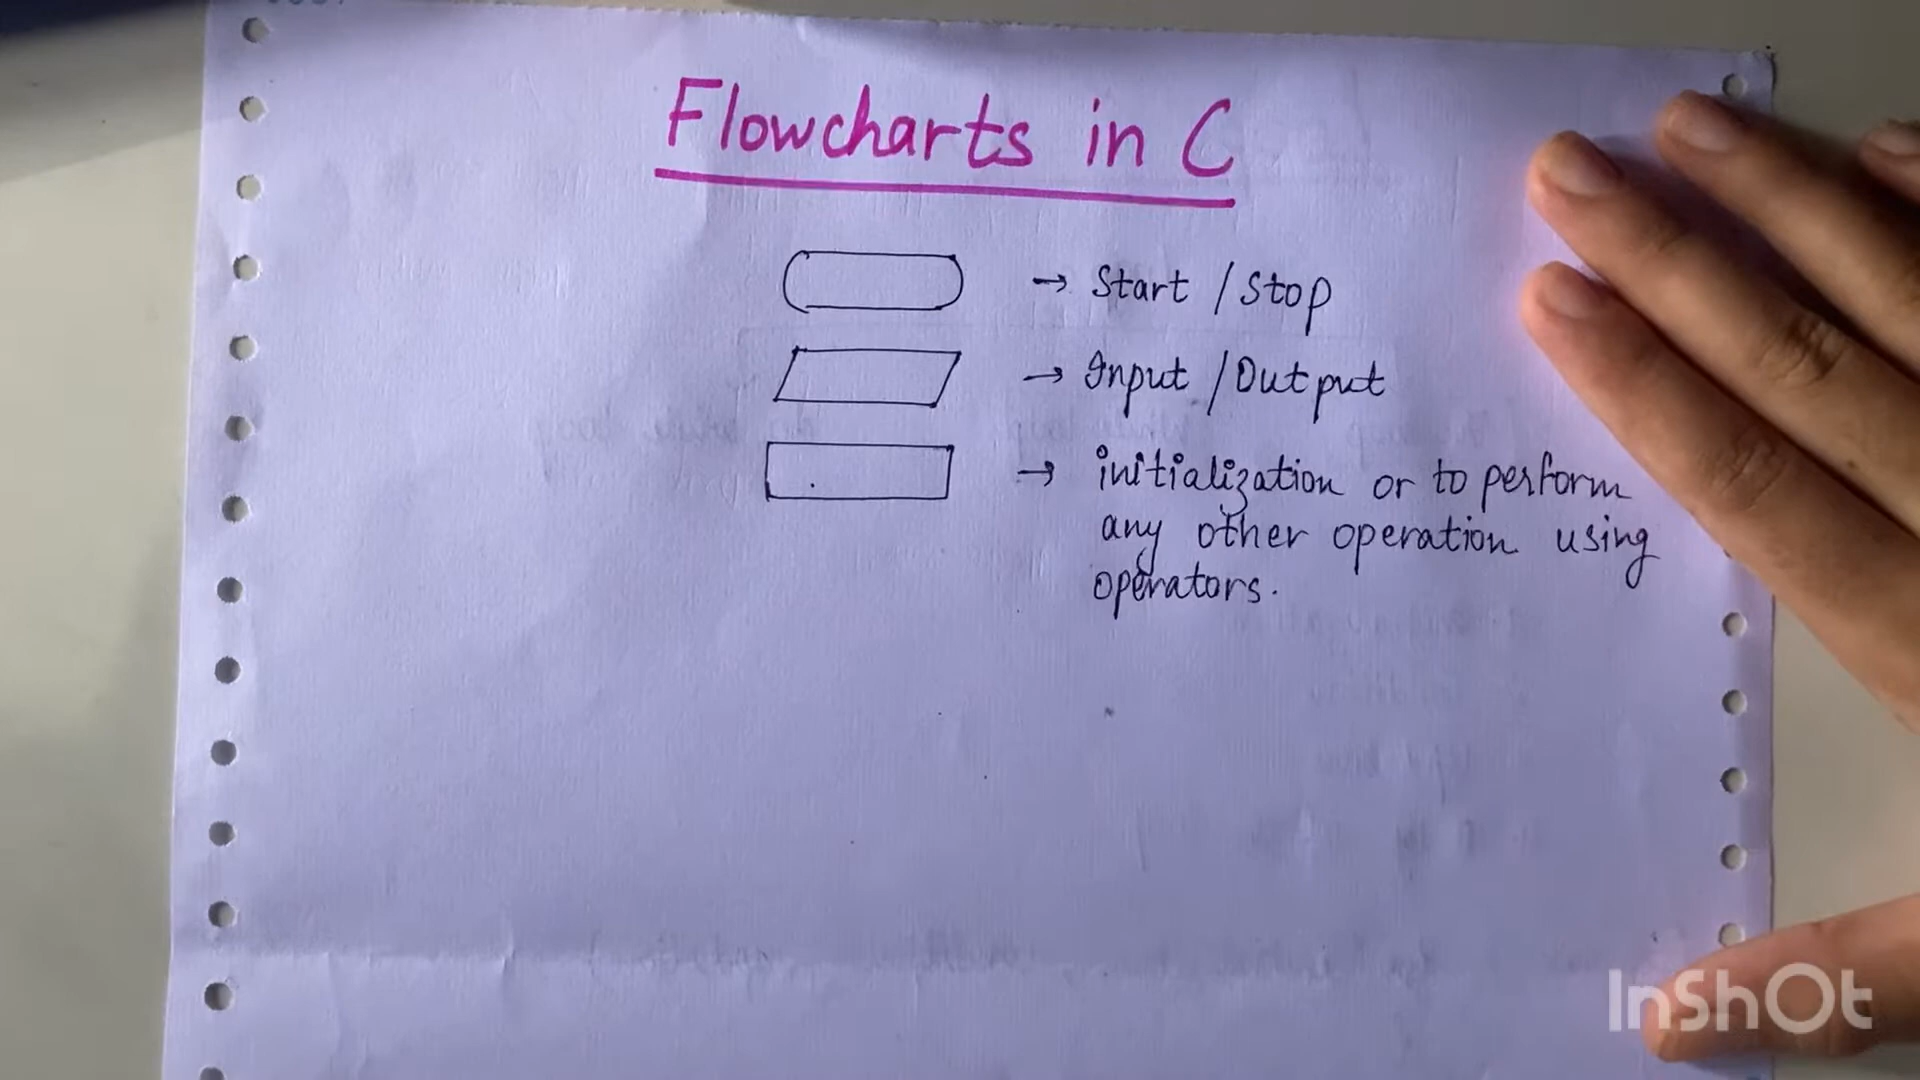 Flowcharts in C
→ Start / Stop
→ Input / Output
→ initialization or to perform
any other operation using
operators.
InShOt